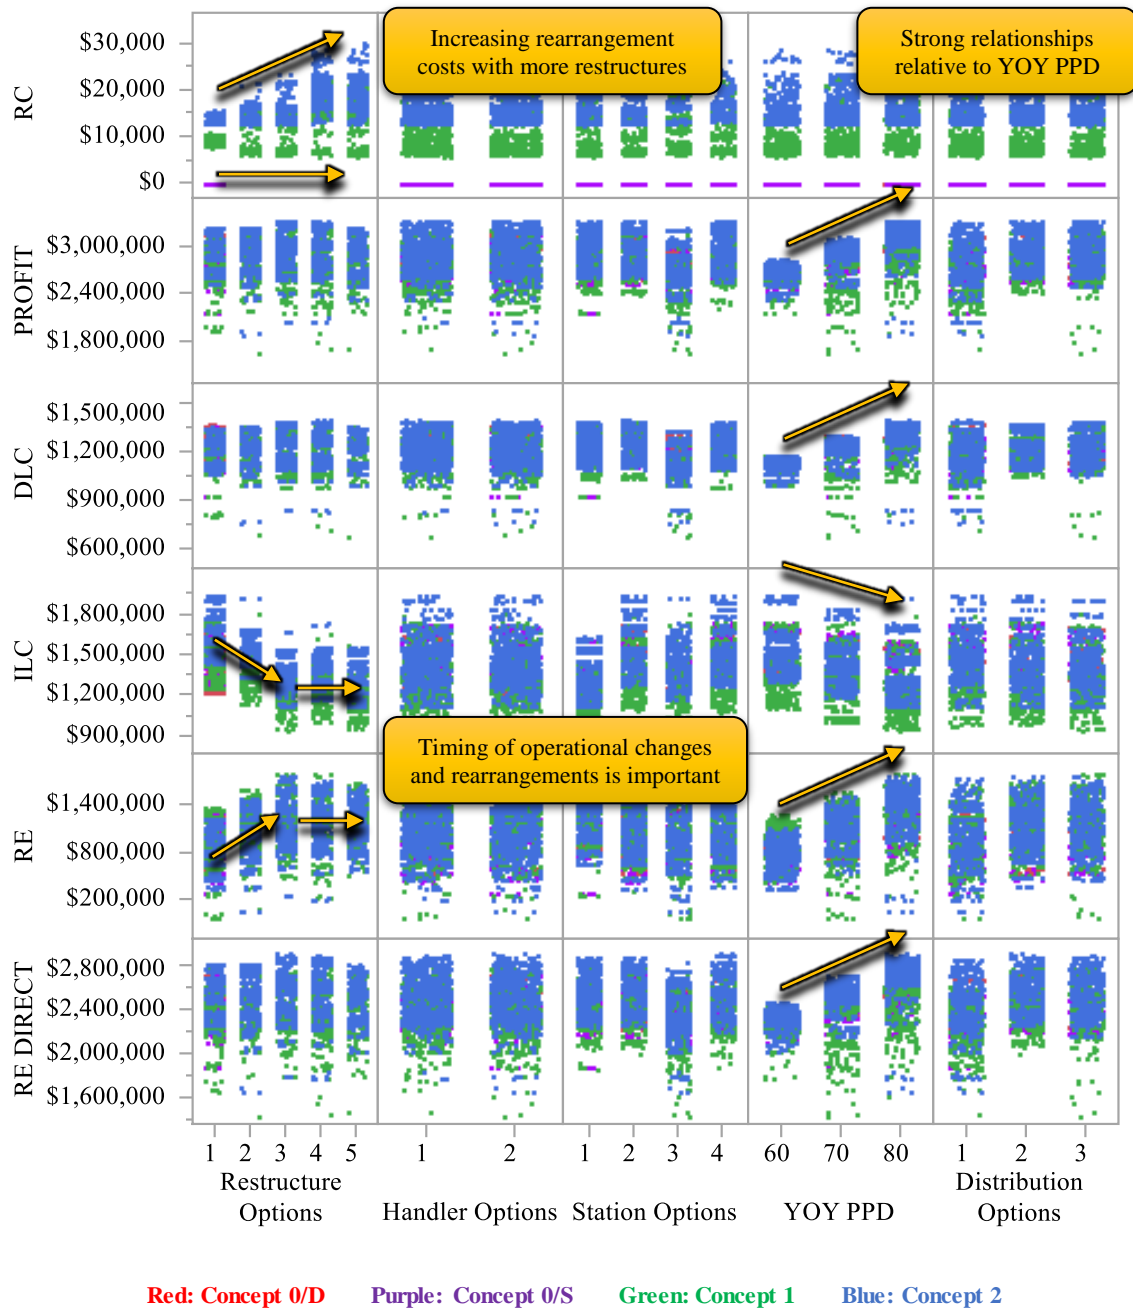 Increasing rearrangement
costs with more restructures
Strong relationships
relative to YOY PPD
RC
$30,000
$20,000
$10,000
$0
PROFIT
$3,000,000
$2,400,000
$1,800,000
DLC
$1,500,000
$1,200,000
$900,000
$600,000
ILC
$1,800,000
$1,500,000
$1,200,000
$900,000
Timing of operational changes
and rearrangements is important
RE
$1,400,000
$800,000
$200,000
RE DIRECT
$2,800,000
$2,400,000
$2,000,000
$1,600,000
1 2 3 4 5 1 2 1 2 3 4 60 70 80 1 2 3
Restructure
Options
Handler Options
Station Options
YOY PPD
Distribution
Options
Red: Concept 0/D Purple: Concept 0/S Green: Concept 1 Blue: Concept 2